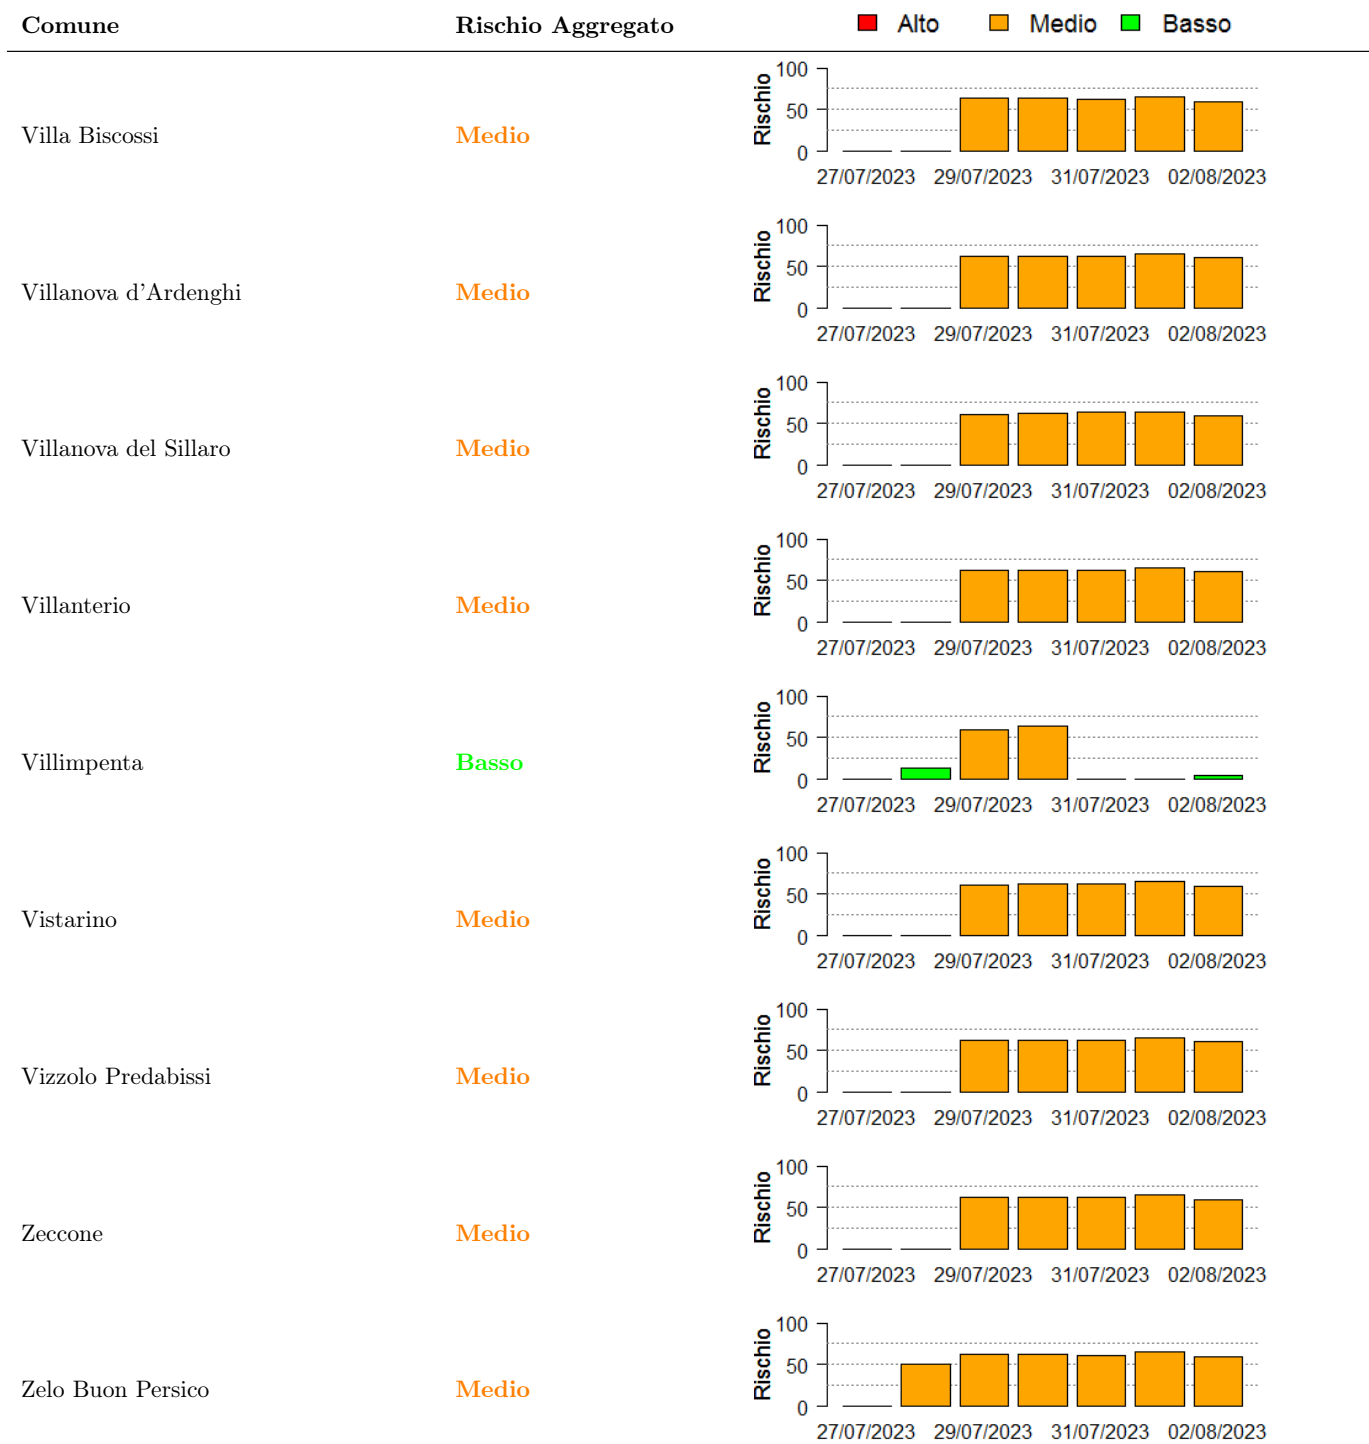 Comune Rischio Aggregato Alto Medio Basso
100
50
0
Rischio
Villa Biscossi Medio
27/07/2023 29/07/2023 31/07/2023 02/08/2023
100
50
0
Rischio
Villanova d'Ardenghi Medio
27/07/2023 29/07/2023 31/07/2023 02/08/2023
100
50
0
Rischio
Villanova del Sillaro Medio
27/07/2023 29/07/2023 31/07/2023 02/08/2023
100
50
0
Rischio
Villanterio Medio
27/07/2023 29/07/2023 31/07/2023 02/08/2023
100
50
0
Rischio
Villimpenta Basso
27/07/2023 29/07/2023 31/07/2023 02/08/2023
100
50
0
Rischio
Vistarino Medio
27/07/2023 29/07/2023 31/07/2023 02/08/2023
100
50
0
Rischio
Vizzolo Predabissi Medio
27/07/2023 29/07/2023 31/07/2023 02/08/2023
100
50
0
Rischio
Zeccone Medio
27/07/2023 29/07/2023 31/07/2023 02/08/2023
100
50
0
Rischio
Zelo Buon Persico Medio
27/07/2023 29/07/2023 31/07/2023 02/08/2023